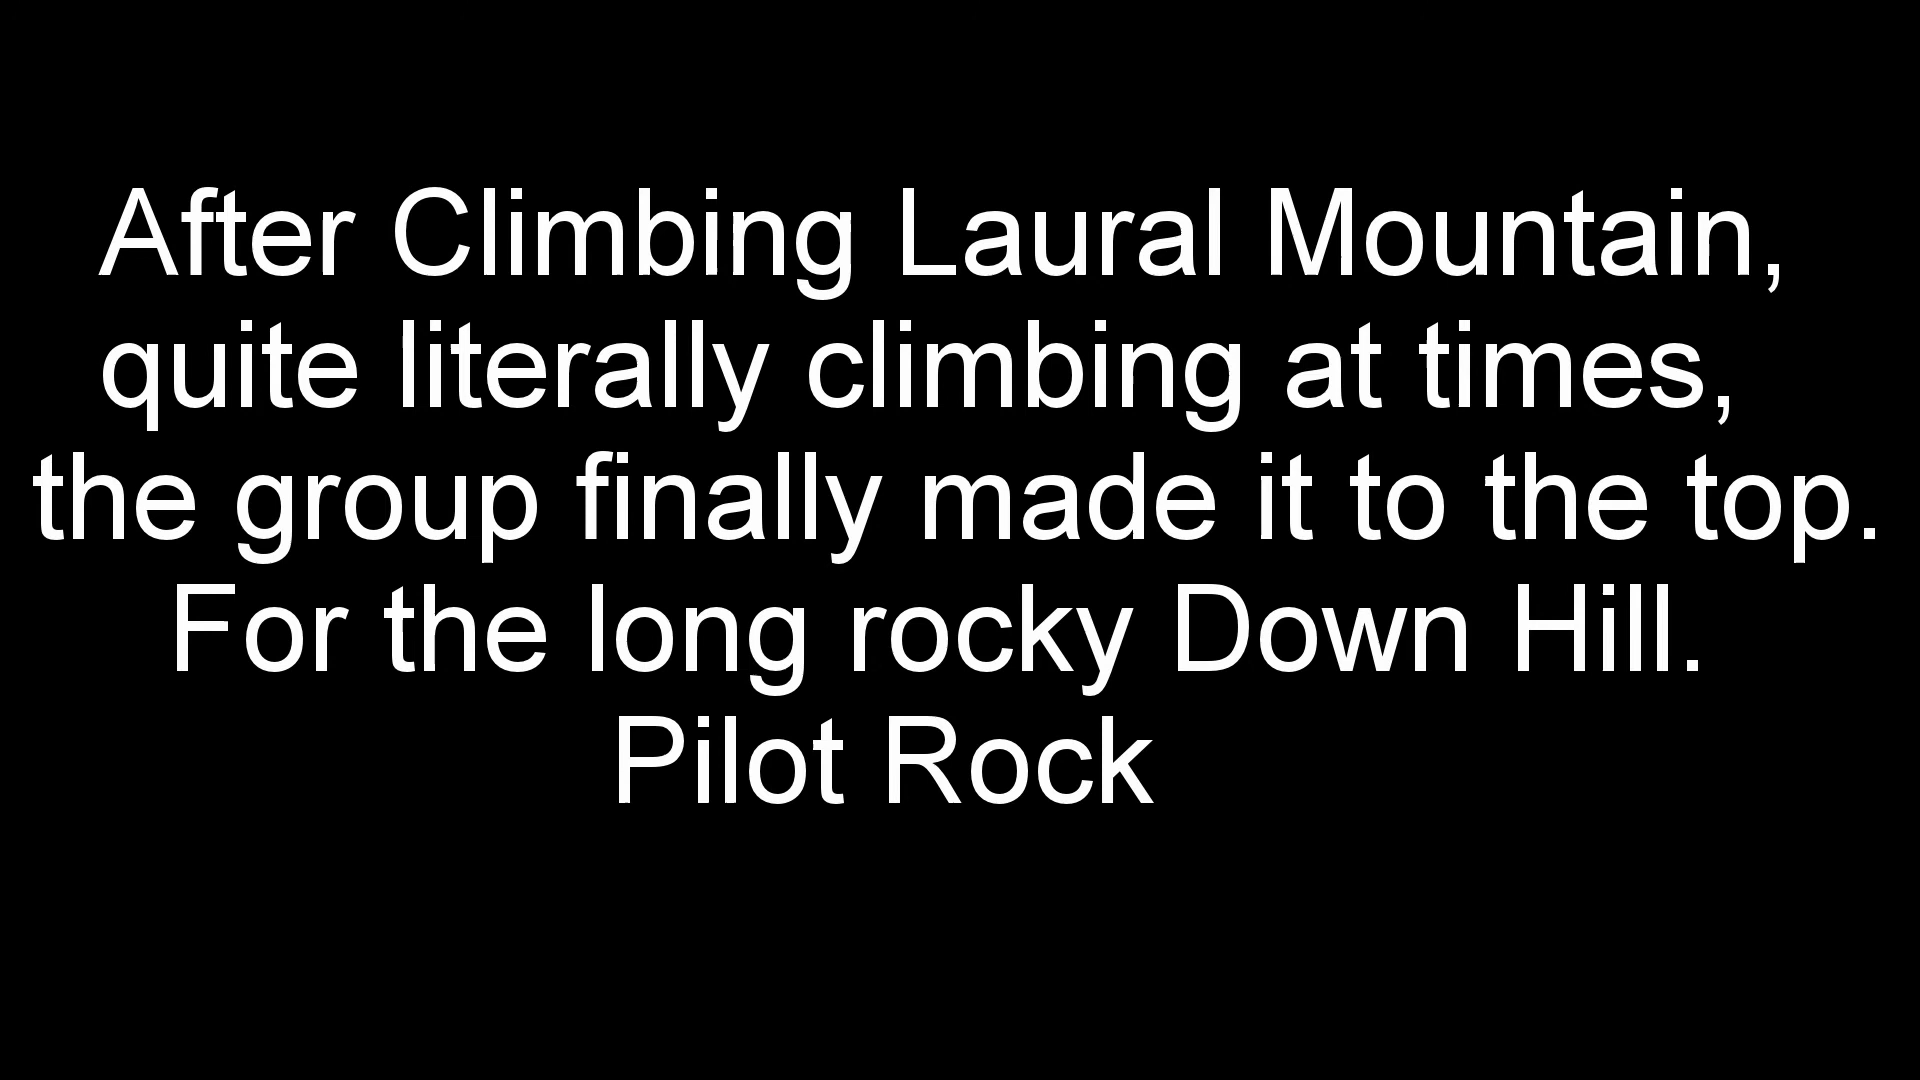 After Climbing Laural Mountain,
quite literally climbing at times,
the group finally made it to the top.
For the long rocky Down Hill.
Pilot Rock